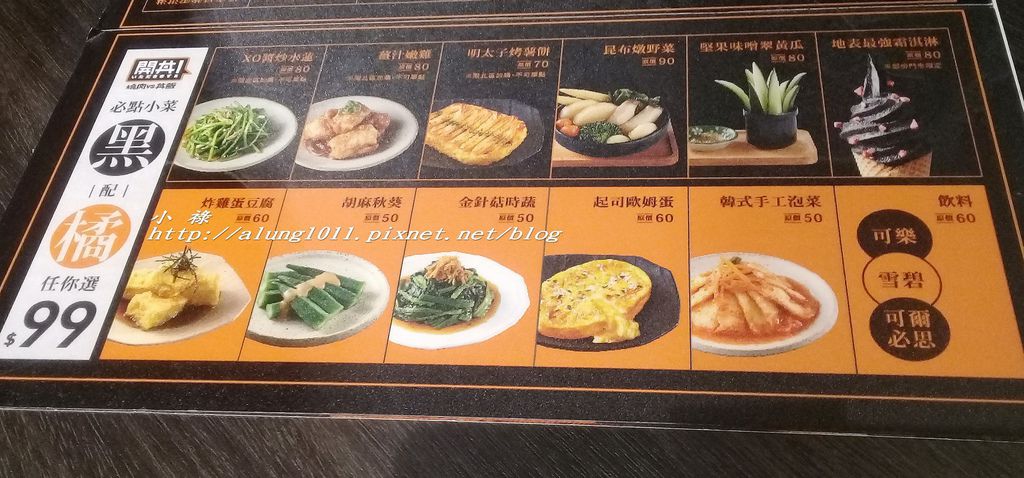 開丼
燒肉vs丼飯
必點小菜
黑
配
橘
任你選
$99
XO醬炒水蓮
原價80
薑汁嫩雞
原價80
明太子烤薯餅
原價70
昆布燉野菜
原價90
堅果味噌翠黃瓜
原價80
地表最強霜淇淋
原價80
炸雞蛋豆腐
原價60
胡麻秋葵
原價50
金針菇時蔬
原價50
起司歐姆蛋
原價60
韓式手工泡菜
原價50
飲料
原價60
可樂
雪碧
可爾
必思
小 祿
http://alung1011.pixnet.net/blog